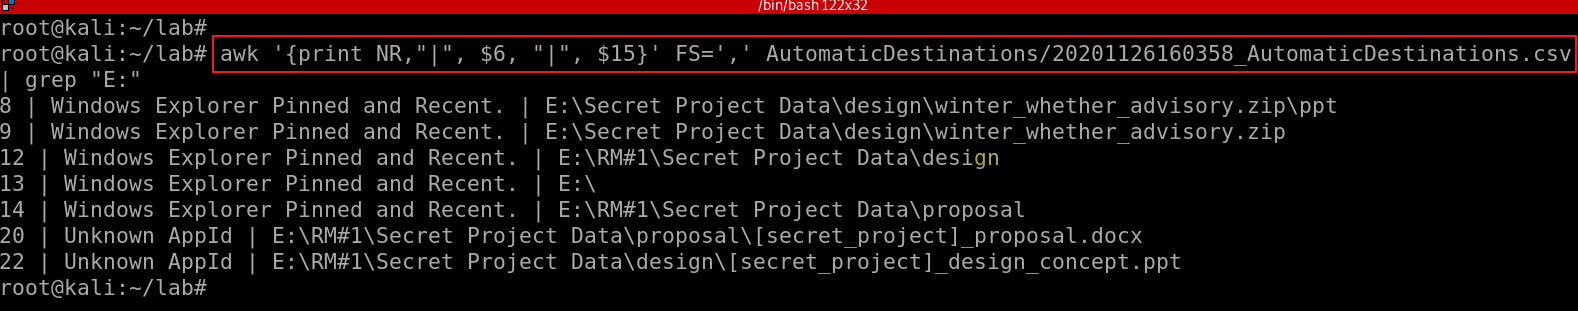 /bin/bash 122x32
root@kali:~/lab#
root@kali:~/lab# awk '{print NR,"|", $6, "|", $15}' FS=',' AutomaticDestinations/20201126160358_AutomaticDestinations.csv
| grep "E:"
8 | Windows Explorer Pinned and Recent. | E:\Secret Project Data\design\winter_whether_advisory.zip\ppt
9 | Windows Explorer Pinned and Recent. | E:\Secret Project Data\design\winter_whether_advisory.zip
12 | Windows Explorer Pinned and Recent. | E:\RM#1\Secret Project Data\design
13 | Windows Explorer Pinned and Recent. | E:\
14 | Windows Explorer Pinned and Recent. | E:\RM#1\Secret Project Data\proposal
20 | Unknown AppId | E:\RM#1\Secret Project Data\proposal\[secret_project]_proposal.docx
22 | Unknown AppId | E:\RM#1\Secret Project Data\design\[secret_project]_design_concept.ppt
root@kali:~/lab#